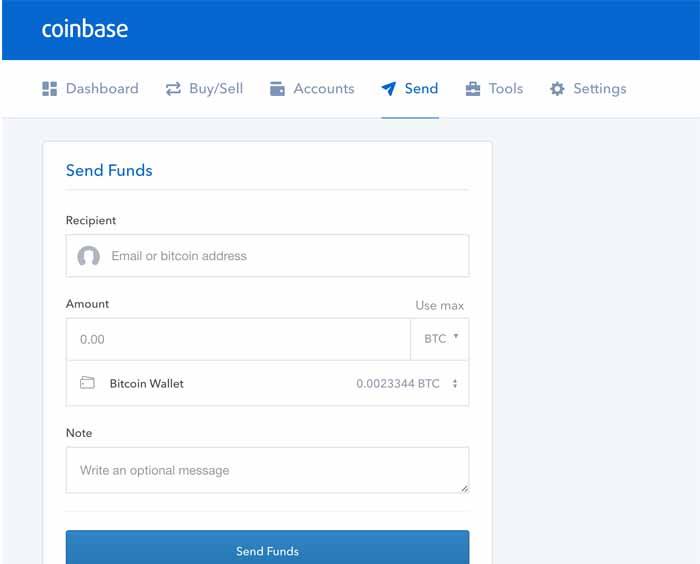 coinbase
Dashboard Buy/Sell Accounts Send Tools Settings
Send Funds
Recipient
Email or bitcoin address
Amount Use max
0.00 BTC
Bitcoin Wallet 0.0023344 BTC
Note
Write an optional message
Send Funds